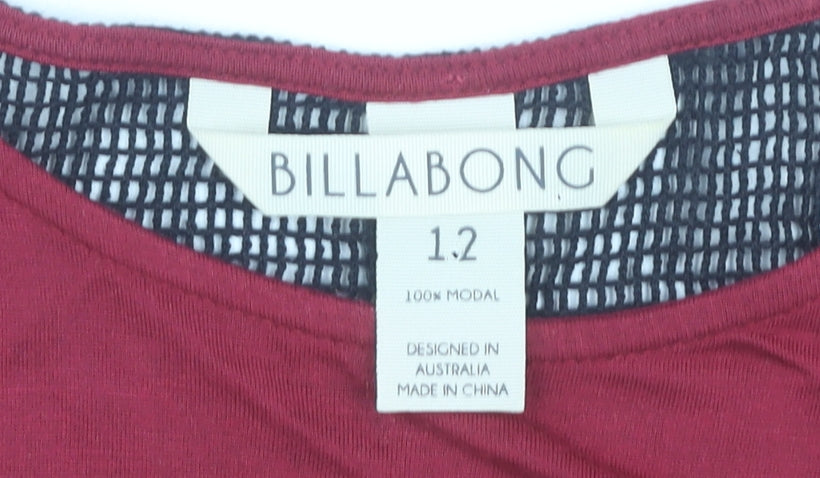 BILLABONG
12
100% MODAL
DESIGNED IN
AUSTRALIA
MADE IN CHINA